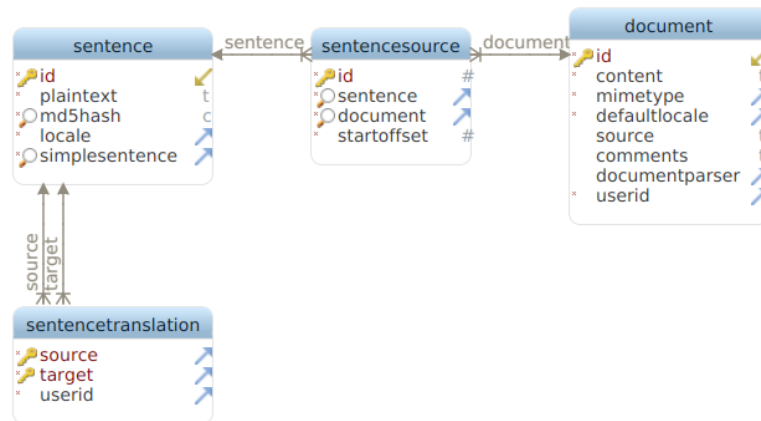 sentence
id
plaintext t
md5hash c
locale
simplesentence
sentence
sentencesource
id #
sentence
document
startoffset #
document
document
id
content t
mimetype
defaultlocale
source t
comments t
documentparser
userid
source
target
sentencetranslation
source
target
userid